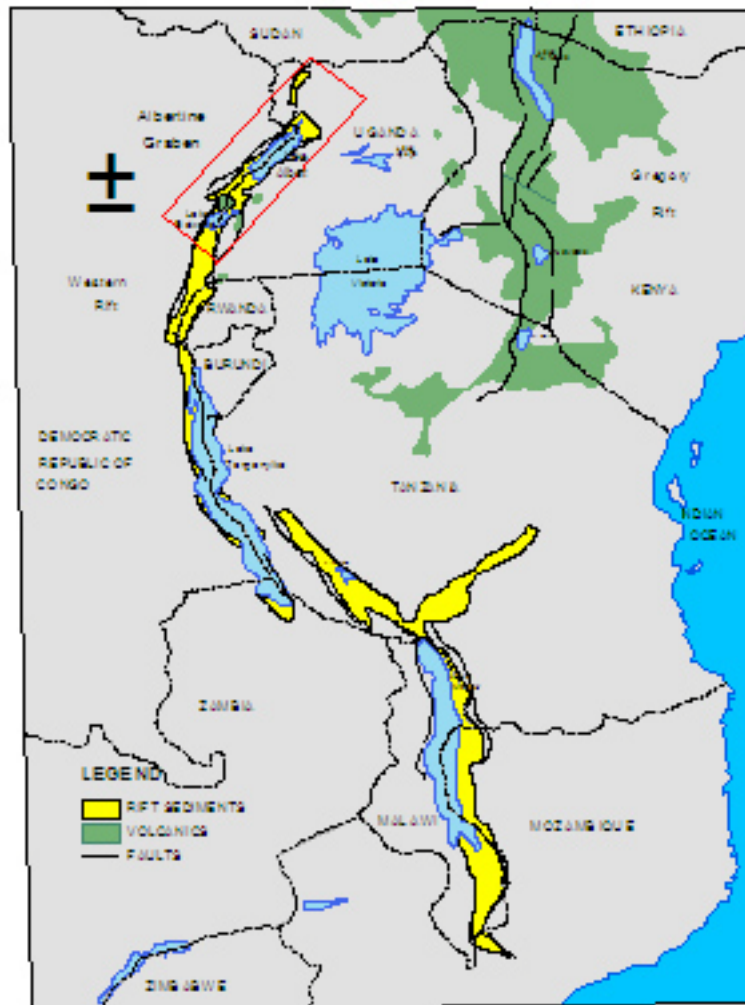 SUDAN
ETHIOPIA
Albertine
Graben
UGANDA
±
Gregory
Rift
Lake
Lake
Victoria
Western
Rift
RWANDA
KENYA
BURUNDI
DEMOCRATIC
REPUBLIC OF
CONGO
Lake
Tanganyika
TANZANIA
INDIAN
OCEAN
ZAMBIA
LEGEND
RIFT SEDIMENTS
VOLCANICS
FAULTS
MALAWI
MOZAMBIQUE
ZIMBABWE